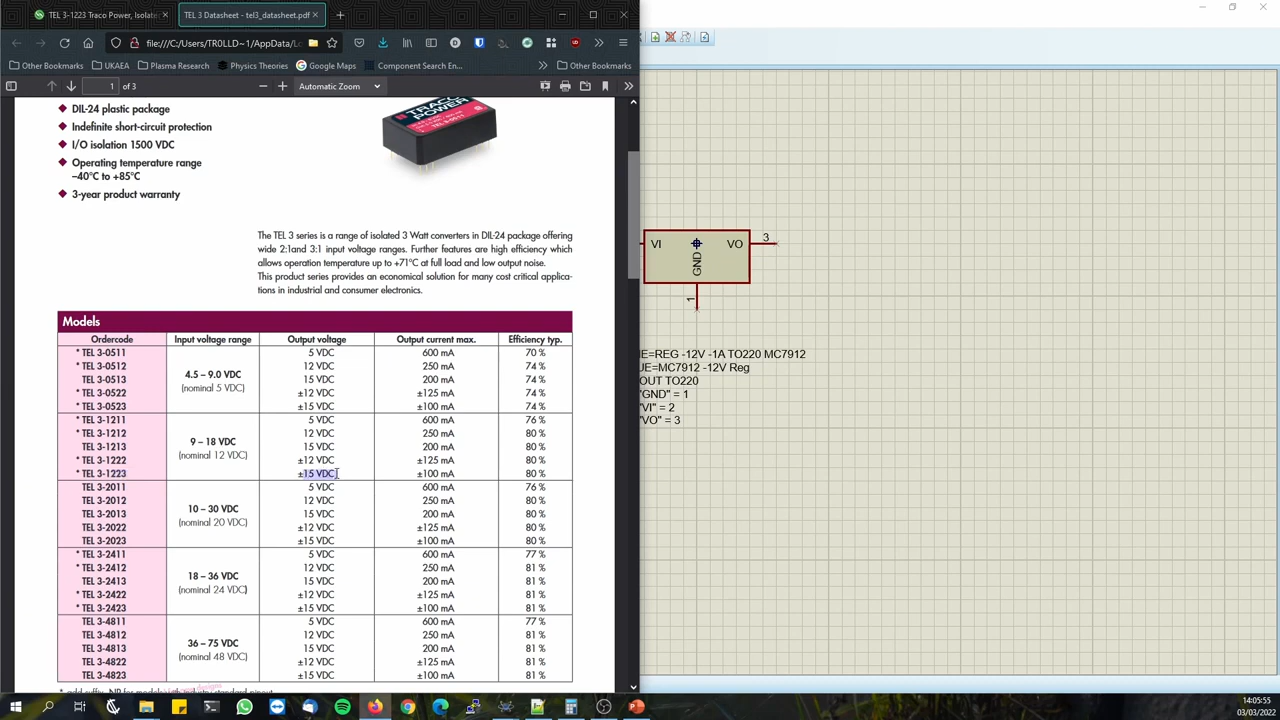 TEL 3-1223 Traco Power, Isolate
TEL 3 Datasheet - tel3_datasheet.pdf
file:///C:/Users/TR0LLD~1/AppData/Lo
Other Bookmarks
UKAEA
Plasma Research
Physics Theories
Google Maps
Component Search En...
Other Bookmarks
1
of 3
Automatic Zoom
DIL-24 plastic package
Indefinite short-circuit protection
I/O isolation 1500 VDC
Operating temperature range
–40°C to +85°C
3-year product warranty
TRACO
POWER
TEL 3-0511
The TEL 3 series is a range of isolated 3 Watt converters in DIL-24 package offering
wide 2:1and 3:1 input voltage ranges. Further features are high efficiency which
allows operation temperature up to +71°C at full load and low output noise.
This product series provides an economical solution for many cost critical applica-
tions in industrial and consumer electronics.
Models
Ordercode Input voltage range Output voltage Output current max. Efficiency typ.
* TEL 3-0511 5 VDC 600 mA 70 %
* TEL 3-0512 12 VDC 250 mA 74 %
TEL 3-0513 4.5 – 9.0 VDC 15 VDC 200 mA 74 %
* TEL 3-0522 (nominal 5 VDC) ±12 VDC ±125 mA 74 %
* TEL 3-0523 ±15 VDC ±100 mA 74 %
* TEL 3-1211 5 VDC 600 mA 76 %
* TEL 3-1212 12 VDC 250 mA 80 %
TEL 3-1213 9 – 18 VDC 15 VDC 200 mA 80 %
* TEL 3-1222 (nominal 12 VDC) ±12 VDC ±125 mA 80 %
* TEL 3-1223 ±15 VDC ±100 mA 80 %
TEL 3-2011 5 VDC 600 mA 76 %
TEL 3-2012 12 VDC 250 mA 80 %
TEL 3-2013 10 – 30 VDC 15 VDC 200 mA 80 %
TEL 3-2022 (nominal 20 VDC) ±12 VDC ±125 mA 80 %
TEL 3-2023 ±15 VDC ±100 mA 80 %
* TEL 3-2411 5 VDC 600 mA 77 %
* TEL 3-2412 12 VDC 250 mA 81 %
TEL 3-2413 18 – 36 VDC 15 VDC 200 mA 81 %
* TEL 3-2422 (nominal 24 VDC) ±12 VDC ±125 mA 81 %
* TEL 3-2423 ±15 VDC ±100 mA 81 %
TEL 3-4811 5 VDC 600 mA 77 %
TEL 3-4812 12 VDC 250 mA 81 %
TEL 3-4813 36 – 75 VDC 15 VDC 200 mA 81 %
TEL 3-4822 (nominal 48 VDC) ±12 VDC ±125 mA 81 %
TEL 3-4823 ±15 VDC ±100 mA 81 %
VI
VO
3
GND
1
E=REG -12V -1A TO220 MC7912
UE=MC7912 -12V Reg
OUT TO220
"GND" = 1
"VI" = 2
"VO" = 3
14:05:55
03/03/2022